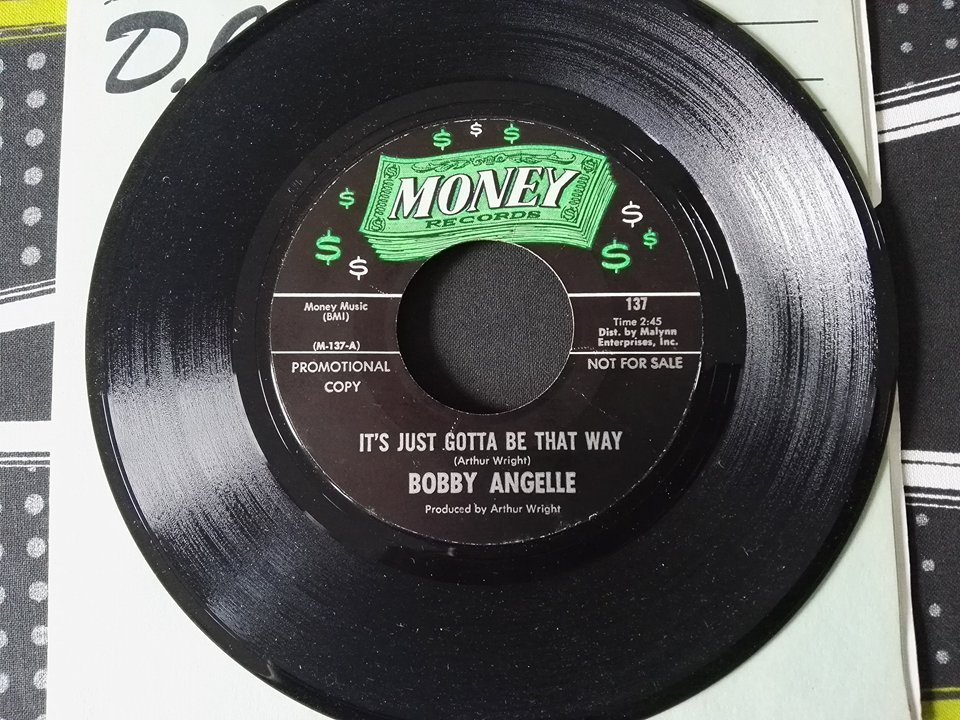 D.
$ $ $
$ MONEY $
RECORDS
$ $ $ $
Money Music
(BMI)
(M-137-A)
PROMOTIONAL
COPY
137
Time 2:45
Dist. by Malynn
Enterprises, Inc.
NOT FOR SALE
IT'S JUST GOTTA BE THAT WAY
(Arthur Wright)
BOBBY ANGELLE
Produced by Arthur Wright